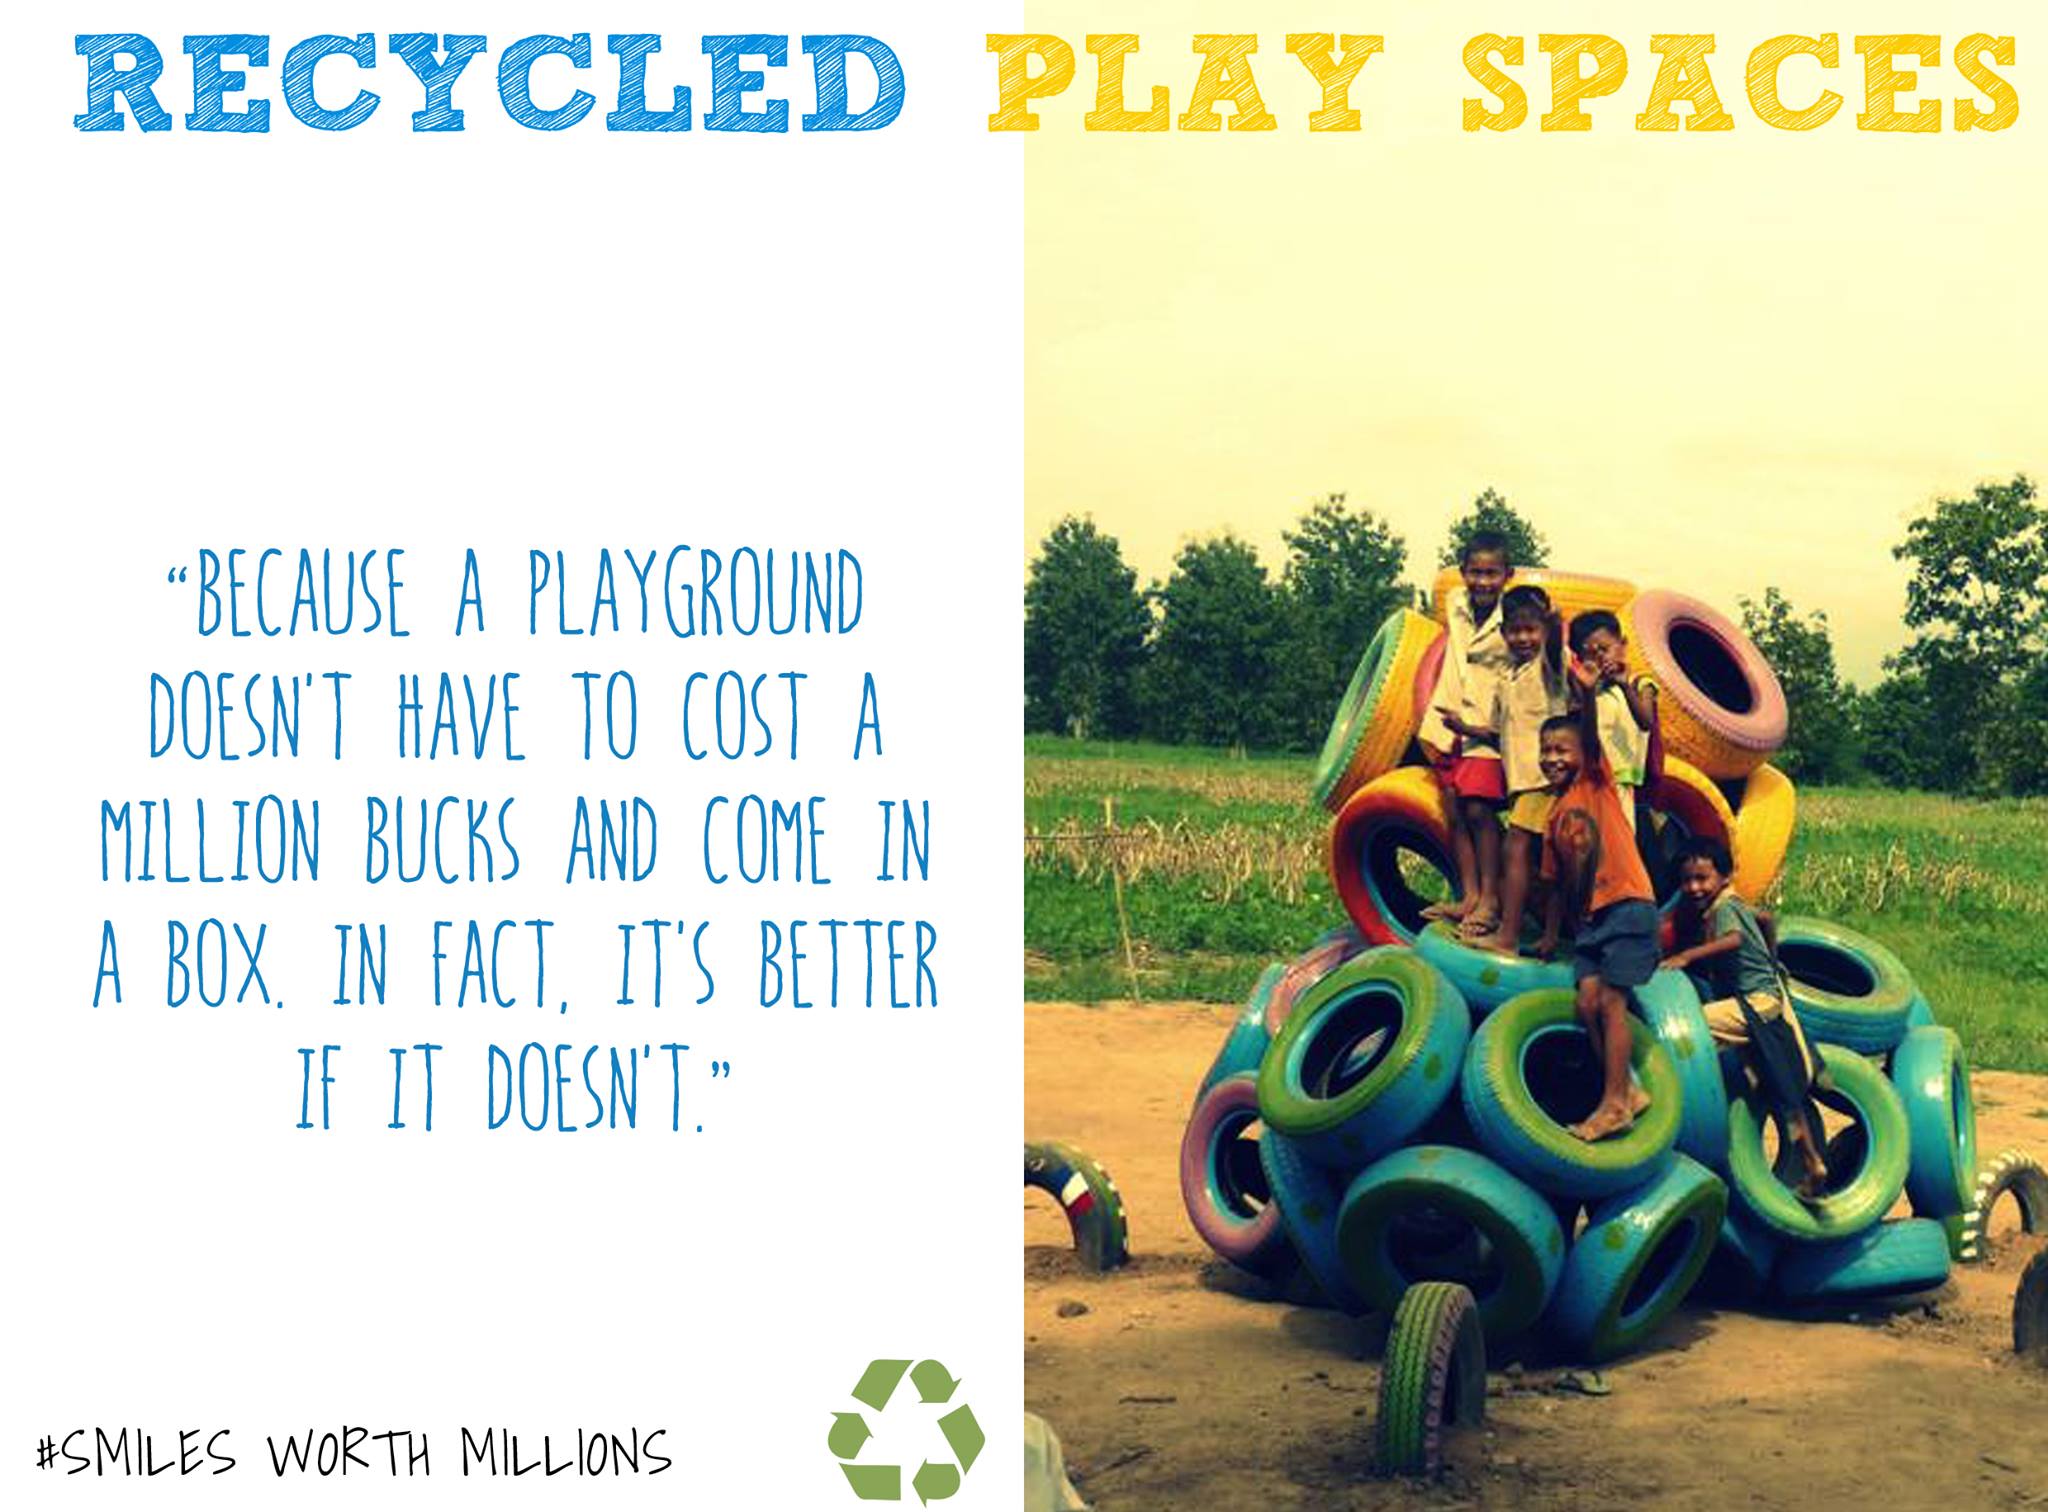 RECYCLED PLAY SPACES
“BECAUSE A PLAYGROUND
DOESN'T HAVE TO COST A
MILLION BUCKS AND COME IN
A BOX. IN FACT, IT'S BETTER
IF IT DOESN'T.”
#SMILES WORTH MILLIONS